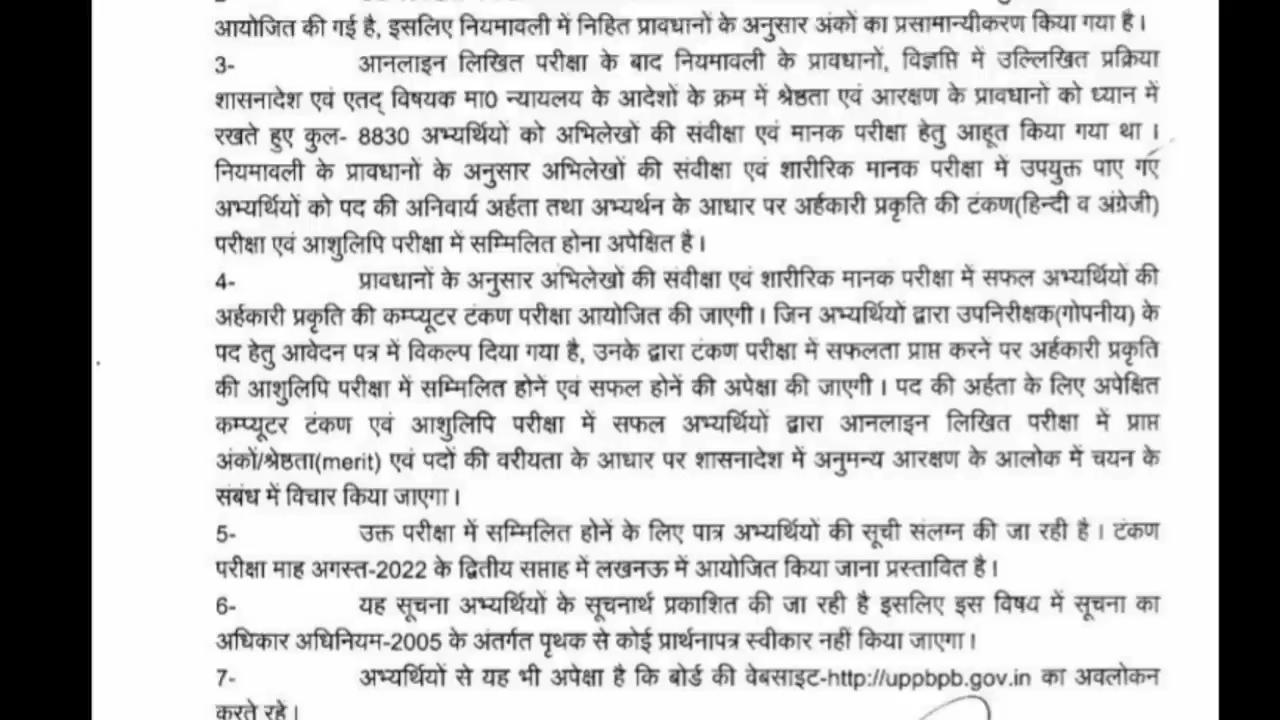 आयोजित की गई है, इसलिए नियमावली में निहित प्रावधानों के अनुसार अंकों का प्रसामान्यीकरण किया गया है।
3- आनलाइन लिखित परीक्षा के बाद नियमावली के प्रावधानों, विज्ञप्ति में उल्लिखित प्रक्रिया
शासनादेश एवं एतद् विषयक मा0 न्यायलय के आदेशों के क्रम में श्रेष्ठता एवं आरक्षण के प्रावधानों को ध्यान में
रखते हुए कुल- 8830 अभ्यर्थियों को अभिलेखों की संवीक्षा एवं मानक परीक्षा हेतु आहूत किया गया था ।
नियमावली के प्रावधानों के अनुसार अभिलेखों की संवीक्षा एवं शारीरिक मानक परीक्षा में उपयुक्त पाए गए
अभ्यर्थियों को पद की अनिवार्य अर्हता तथा अभ्यर्थन के आधार पर अर्हकारी प्रकृति की टंकण(हिन्दी व अंग्रेजी)
परीक्षा एवं आशुलिपि परीक्षा में सम्मिलित होना अपेक्षित है।
4- प्रावधानों के अनुसार अभिलेखों की संवीक्षा एवं शारीरिक मानक परीक्षा में सफल अभ्यर्थियों की
अर्हकारी प्रकृति की कम्प्यूटर टंकण परीक्षा आयोजित की जाएगी। जिन अभ्यर्थियों द्वारा उपनिरीक्षक(गोपनीय) के
पद हेतु आवेदन पत्र में विकल्प दिया गया है, उनके द्वारा टंकण परीक्षा में सफलता प्राप्त करनें पर अर्हकारी प्रकृति
की आशुलिपि परीक्षा में सम्मिलित होनें एवं सफल होनें की अपेक्षा की जाएगी । पद की अर्हता के लिए अपेक्षित
कम्प्यूटर टंकण एवं आशुलिपि परीक्षा में सफल अभ्यर्थियों द्वारा आनलाइन लिखित परीक्षा में प्राप्त
अंकों/श्रेष्ठता(merit) एवं पदों की वरीयता के आधार पर शासनादेश में अनुमन्य आरक्षण के आलोक में चयन के
संबंध में विचार किया जाएगा।
5- उक्त परीक्षा में सम्मिलित होनें के लिए पात्र अभ्यर्थियों की सूची संलग्न की जा रही है । टंकण
परीक्षा माह अगस्त-2022 के द्वितीय सप्ताह में लखनऊ में आयोजित किया जाना प्रस्तावित है।
6- यह सूचना अभ्यर्थियों के सूचनार्थ प्रकाशित की जा रही है इसलिए इस विषय में सूचना का
अधिकार अधिनियम-2005 के अंतर्गत पृथक से कोई प्रार्थनापत्र स्वीकार नहीं किया जाएगा।
7- अभ्यर्थियों से यह भी अपेक्षा है कि बोर्ड की वेबसाइट-http://uppbpb.gov.in का अवलोकन
करते रहें।